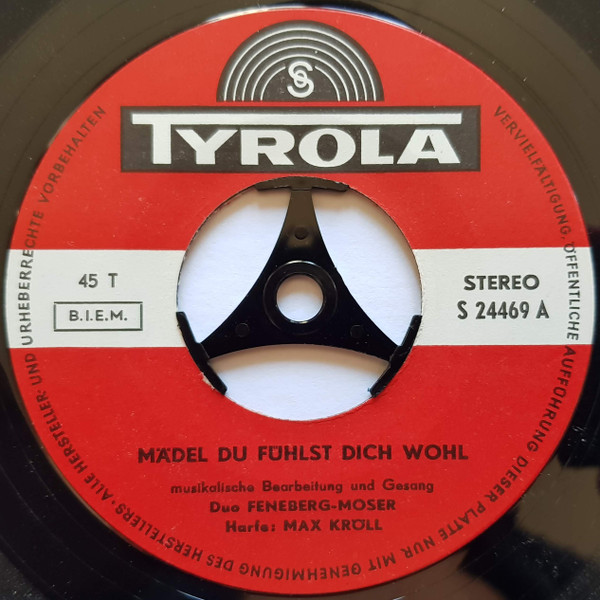 S
TYROLA
45 T
B.I.E.M.
STEREO
S 24469 A
MÄDEL DU FÜHLST DICH WOHL
musikalische Bearbeitung und Gesang
Duo FENEBERG-MOSER
Harfe: MAX KRÖLL
ALLE HERSTELLER- UND URHEBERRECHTE VORBEHALTEN
VERVIELFÄLTIGUNG, ÖFFENTLICHE AUFFÜHRUNG DIESER PLATTE NUR MIT GENEHMIGUNG DES HERSTELLERS ·